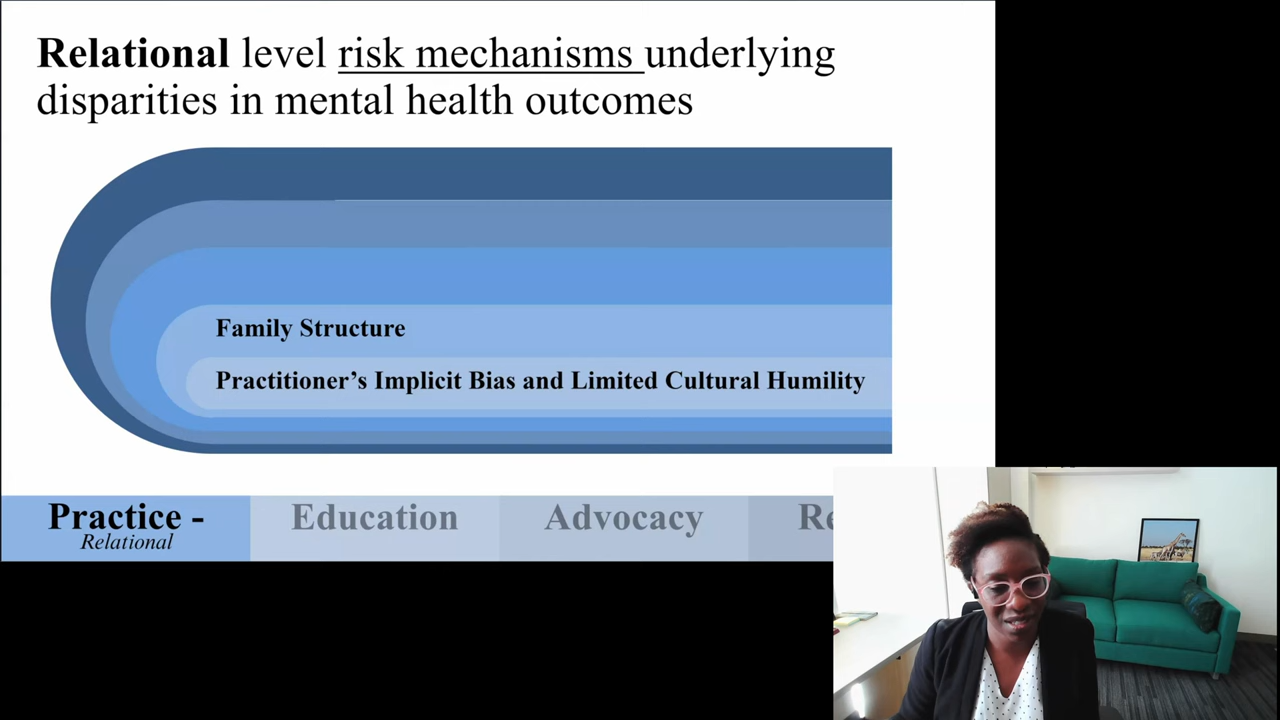 Relational level risk mechanisms underlying
disparities in mental health outcomes
Family Structure
Practitioner’s Implicit Bias and Limited Cultural Humility
Practice -
Relational
Education
Advocacy